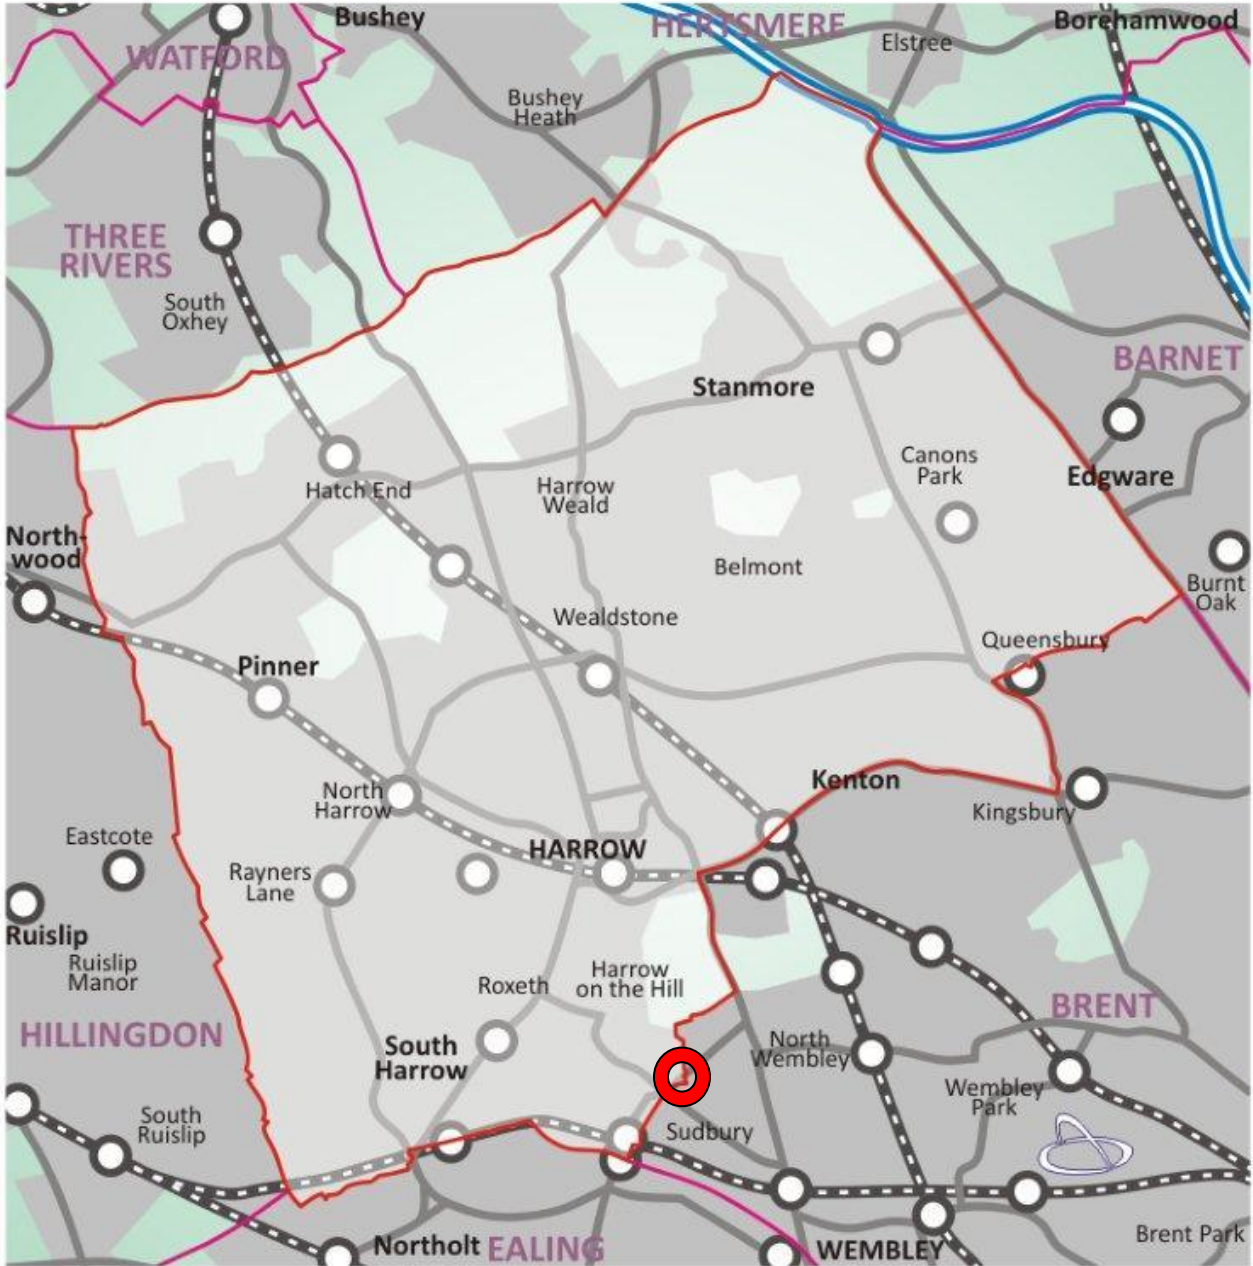 Bushey
HERTSMERE
Borehamwood
WATFORD
Elstree
Bushey
Heath
THREE
RIVERS
South
Oxhey
BARNET
Stanmore
Canons
Park
Edgware
Hatch End
Harrow
Weald
North-
wood
Belmont
Burnt
Oak
Wealdstone
Queensbury
Pinner
Kenton
North
Harrow
Kingsbury
Eastcote
HARROW
Rayners
Lane
Ruislip
Ruislip
Manor
Harrow
on the Hill
Roxeth
BRENT
HILLINGDON
South
Harrow
North
Wembley
Wembley
Park
South
Ruislip
Sudbury
Brent Park
Northolt
EALING
WEMBLEY